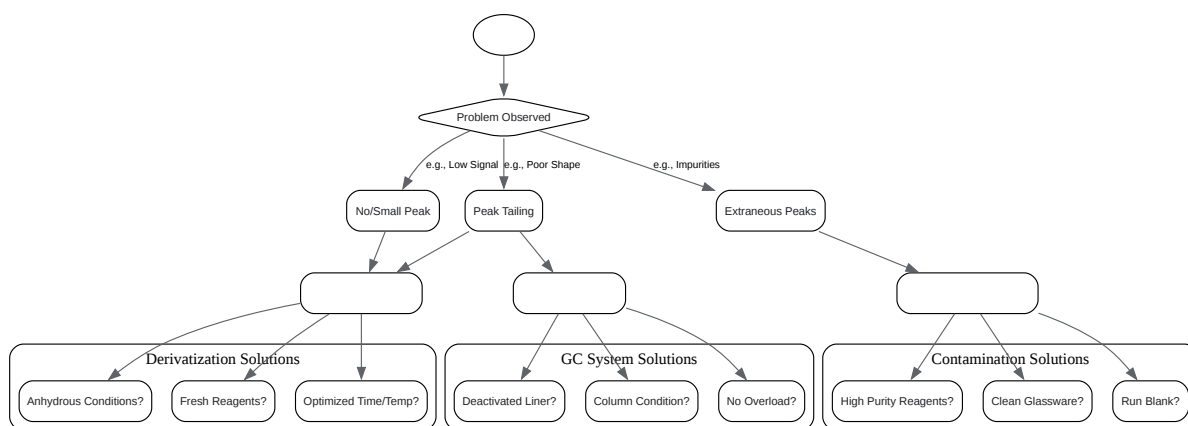 Problem Observed
e.g., Low Signal
e.g., Poor Shape
e.g., Impurities
No/Small Peak
Peak Tailing
Extraneous Peaks
Derivatization Solutions
GC System Solutions
Contamination Solutions
Anhydrous Conditions?
Fresh Reagents?
Optimized Time/Temp?
Deactivated Liner?
Column Condition?
No Overload?
High Purity Reagents?
Clean Glassware?
Run Blank?